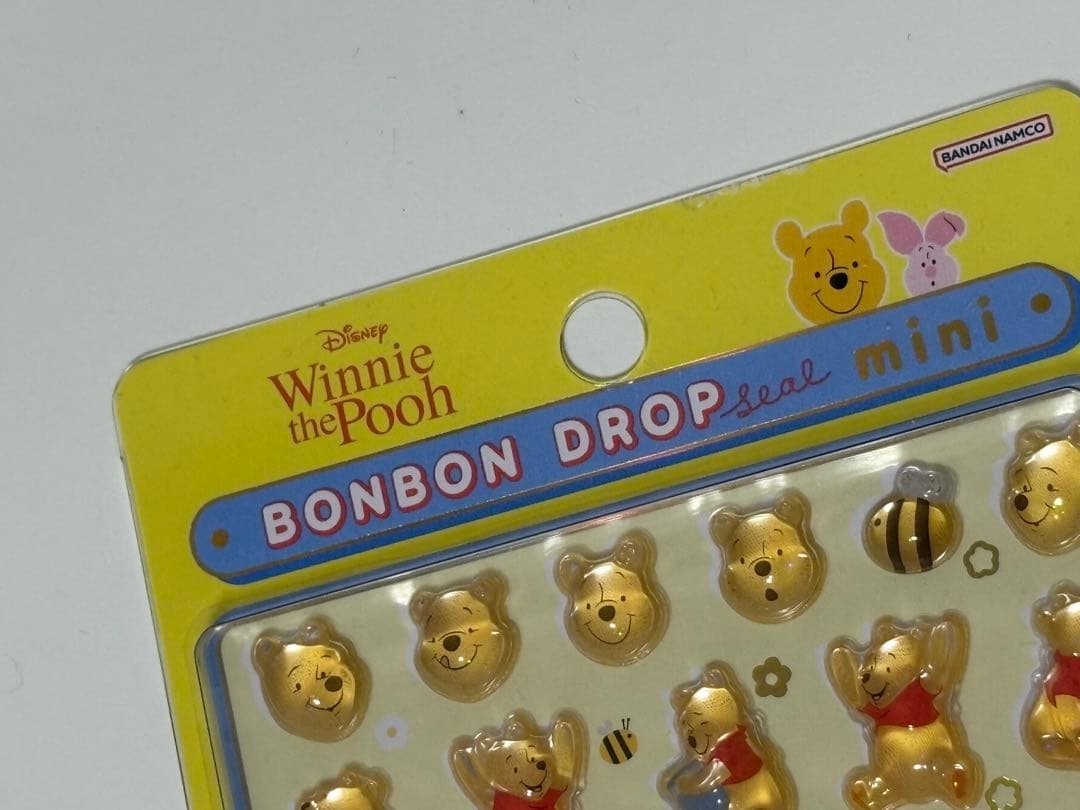 BANDAI NAMCO
Disney
Winnie
the Pooh
BONBON DROP seal mini